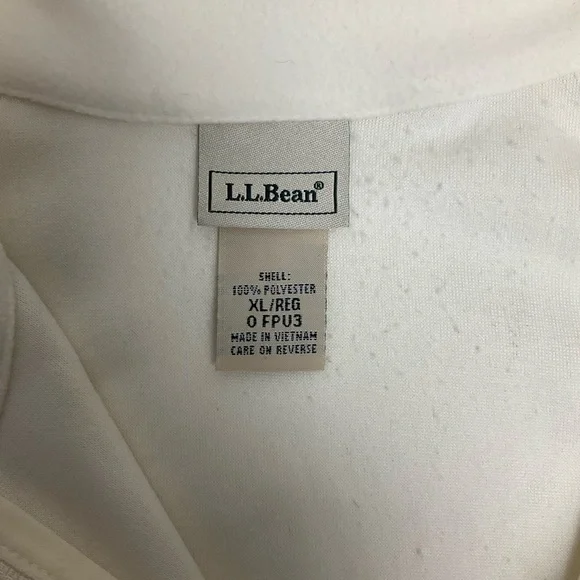 L.L.Bean®
SHELL:
100% POLYESTER
XL/REG
0 FPU3
MADE IN VIETNAM
CARE ON REVERSE